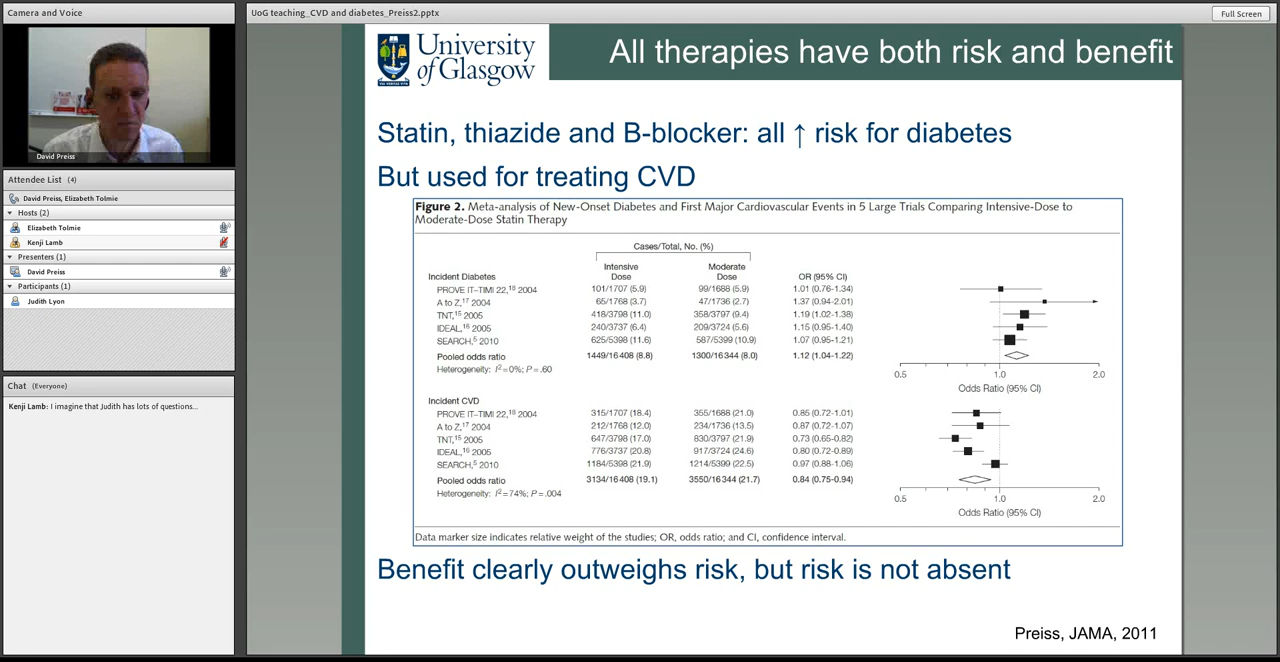 Camera and Voice
David Preiss
Attendee List (4)
David Preiss, Elizabeth Tolmie
Hosts (2)
Elizabeth Tolmie
Kenji Lamb
Presenters (1)
David Preiss
Participants (1)
Judith Lyon
Chat (Everyone)
Kenji Lamb: I imagine that Judith has lots of questions...
UoG teaching_CVD and diabetes_Preiss2.pptx
Full Screen
University
of Glasgow
All therapies have both risk and benefit
Statin, thiazide and B-blocker: all ↑ risk for diabetes
But used for treating CVD
Figure 2. Meta-analysis of New-Onset Diabetes and First Major Cardiovascular Events in 5 Large Trials Comparing Intensive-Dose to
Moderate-Dose Statin Therapy
Cases/Total, No. (%)
Intensive Dose Moderate Dose
Incident Diabetes OR (95% CI)
PROVE IT–TIMI 22,18 2004 101/1707 (5.9) 99/1688 (5.9) 1.01 (0.76-1.34)
A to Z,17 2004 65/1768 (3.7) 47/1736 (2.7) 1.37 (0.94-2.01)
TNT,15 2005 418/3798 (11.0) 358/3797 (9.4) 1.19 (1.02-1.38)
IDEAL,16 2005 240/3737 (6.4) 209/3724 (5.6) 1.15 (0.95-1.40)
SEARCH,5 2010 625/5398 (11.6) 587/5399 (10.9) 1.07 (0.95-1.21)
Pooled odds ratio 1449/16 408 (8.8) 1300/16 344 (8.0) 1.12 (1.04-1.22)
Heterogeneity: I2=0%; P=.60
0.5 1.0 2.0
Odds Ratio (95% CI)
Incident CVD
PROVE IT–TIMI 22,18 2004 315/1707 (18.4) 355/1688 (21.0) 0.85 (0.72-1.01)
A to Z,17 2004 212/1768 (12.0) 234/1736 (13.5) 0.87 (0.72-1.07)
TNT,15 2005 647/3798 (17.0) 830/3797 (21.9) 0.73 (0.65-0.82)
IDEAL,16 2005 776/3737 (20.8) 917/3724 (24.6) 0.80 (0.72-0.89)
SEARCH,5 2010 1184/5398 (21.9) 1214/5399 (22.5) 0.97 (0.88-1.06)
Pooled odds ratio 3134/16 408 (19.1) 3550/16 344 (21.7) 0.84 (0.75-0.94)
Heterogeneity: I2=74%; P=.004
0.5 1.0 2.0
Odds Ratio (95% CI)
Data marker size indicates relative weight of the studies; OR, odds ratio; and CI, confidence interval.
Benefit clearly outweighs risk, but risk is not absent
Preiss, JAMA, 2011